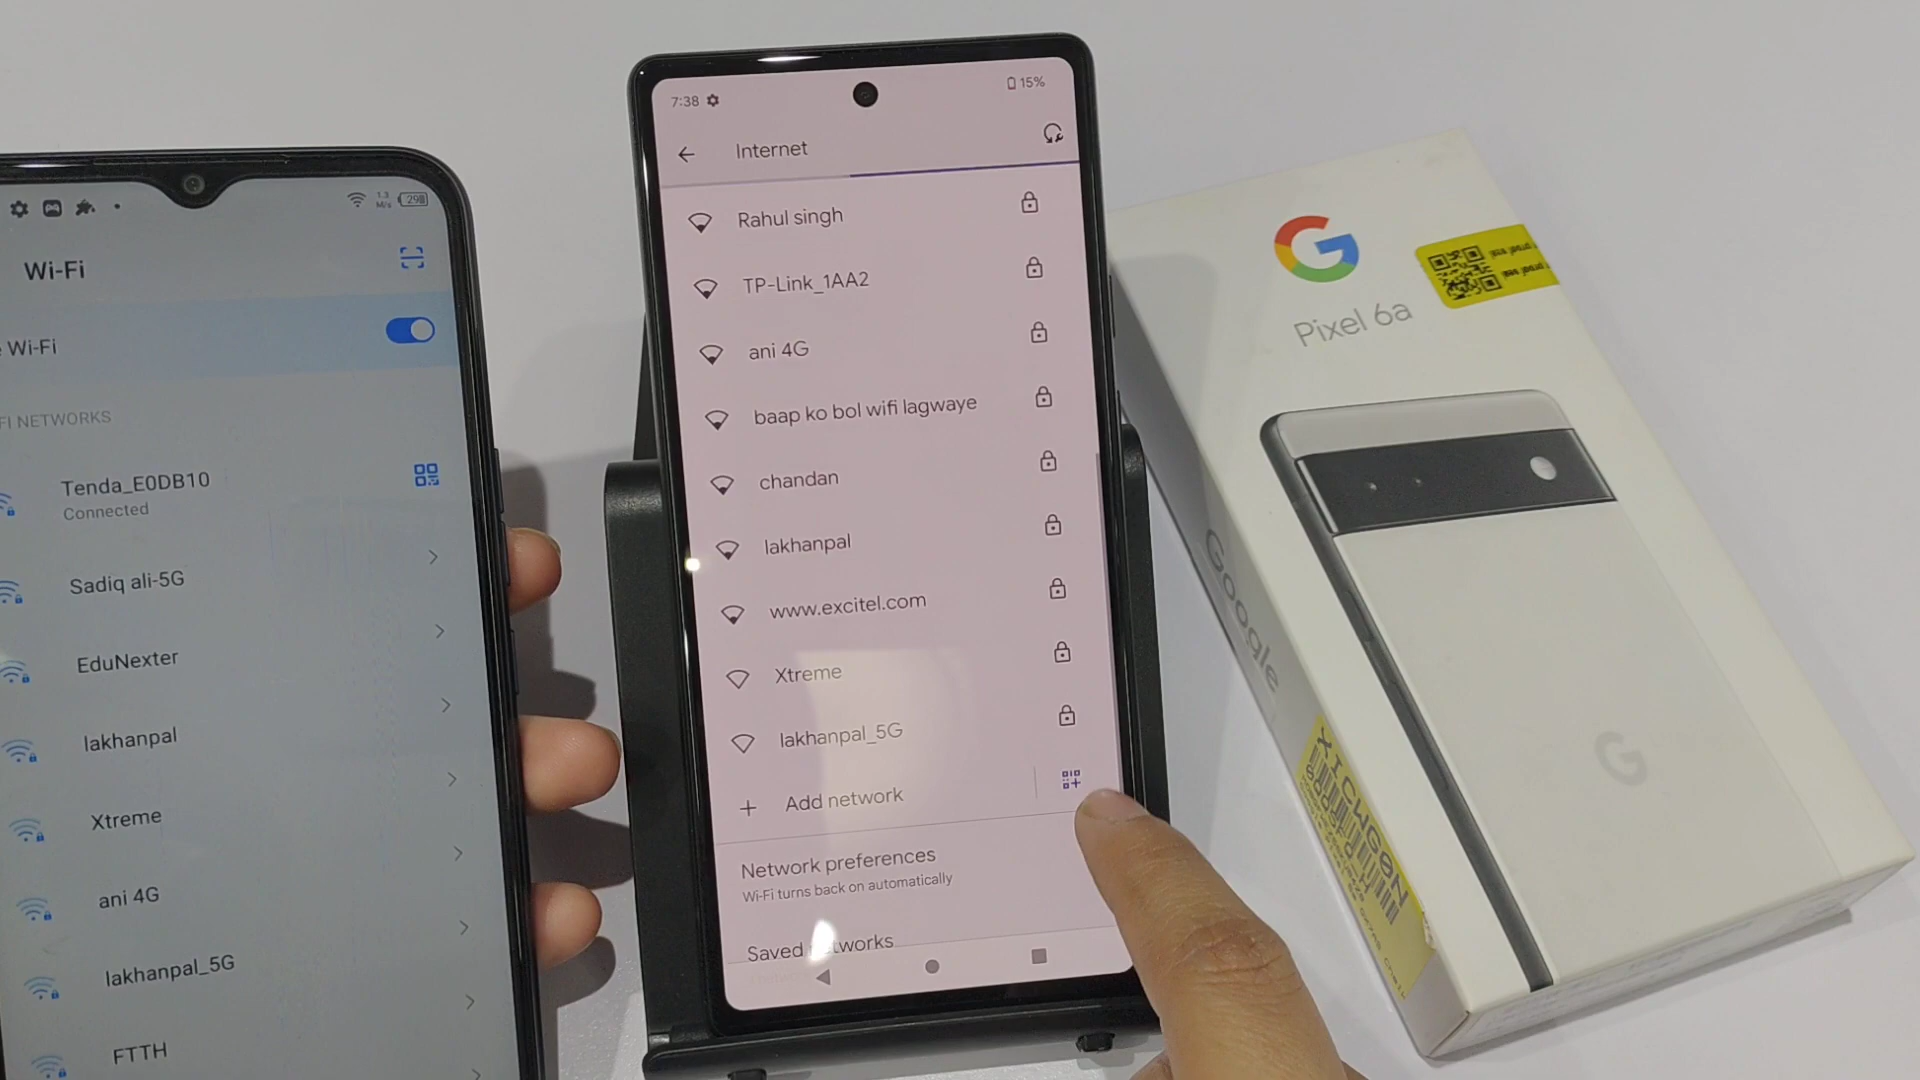 Wi-Fi
Wi-Fi
FI NETWORKS
Tenda_E0DB10
Connected
Sadiq ali-5G
EduNexter
lakhanpal
Xtreme
ani 4G
lakhanpal_5G
FTTH
7:38
15%
Internet
Rahul singh
TP-Link_1AA2
ani 4G
baap ko bol wifi lagwaye
chandan
lakhanpal
www.excitel.com
Xtreme
lakhanpal_5G
+ Add network
Network preferences
Wi-Fi turns back on automatically
Saved networks
G
Pixel 6a
Google
G